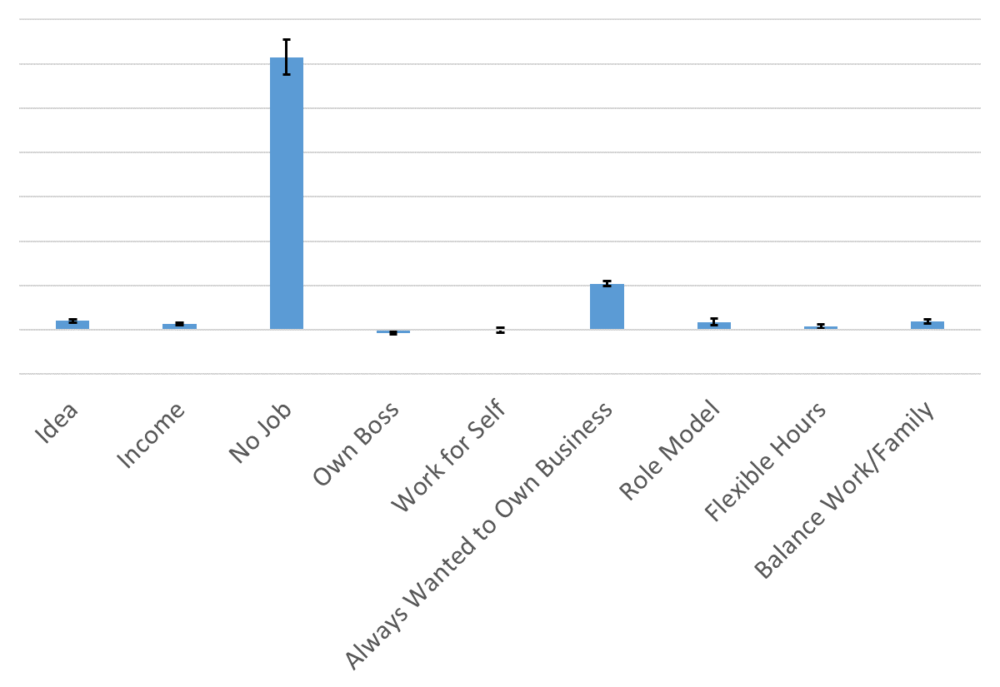 Idea
Income
No Job
Own Boss
Work for Self
Always Wanted to Own Business
Role Model
Flexible Hours
Balance Work/Family